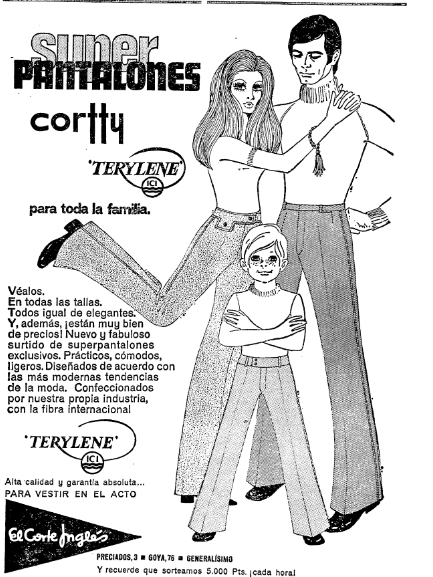 super
PANTALONES
cortty
'TERYLENE'
ICI
para toda la familia.
Véalos.
En todas las tallas.
Todos igual de elegantes.
Y, además, ¡están muy bien
de precios! Nuevo y fabuloso
surtido de superpantalones
exclusivos. Prácticos, cómodos,
ligeros. Diseñados de acuerdo con
las más modernas tendencias
de la moda. Confeccionados
por nuestra propia industria,
con la fibra internacional
'TERYLENE'
ICI
Alta calidad y garantía absoluta...
PARA VESTIR EN EL ACTO
El Corte Inglés
PRECIADOS, 3 ■ GOYA, 76 ■ GENERALÍSIMO
Y recuerde que sorteamos 5.000 Pts. ¡cada hora!